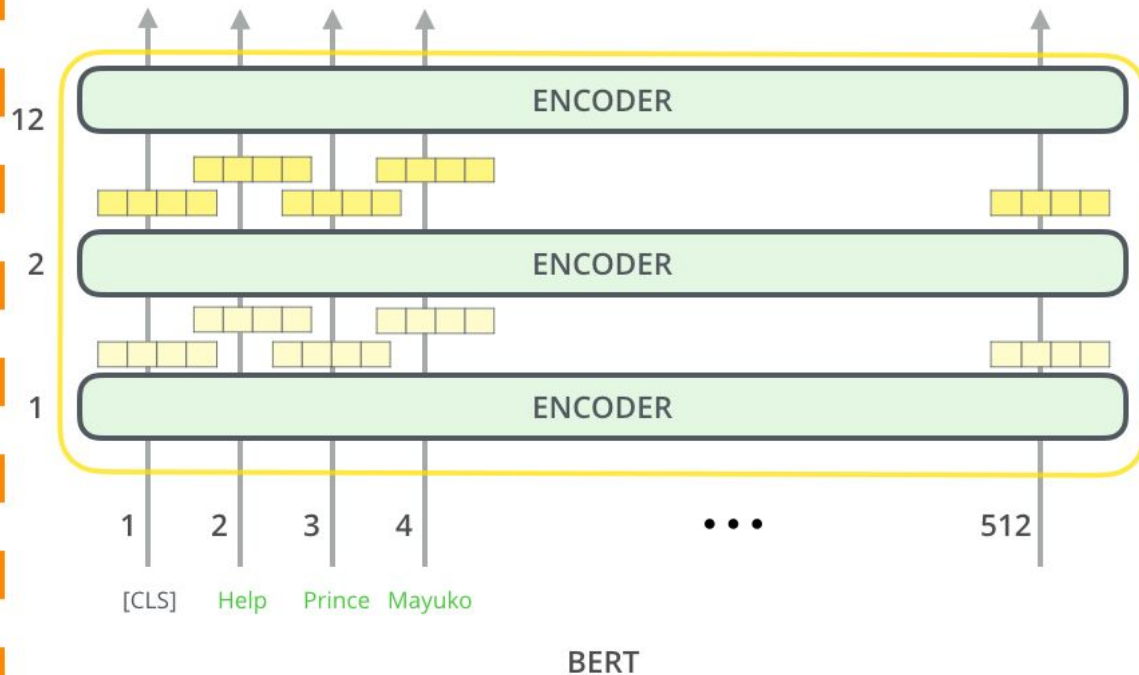 ENCODER
12
2
ENCODER
1
ENCODER
1 2 3 4 ••• 512
[CLS] Help Prince Mayuko
BERT